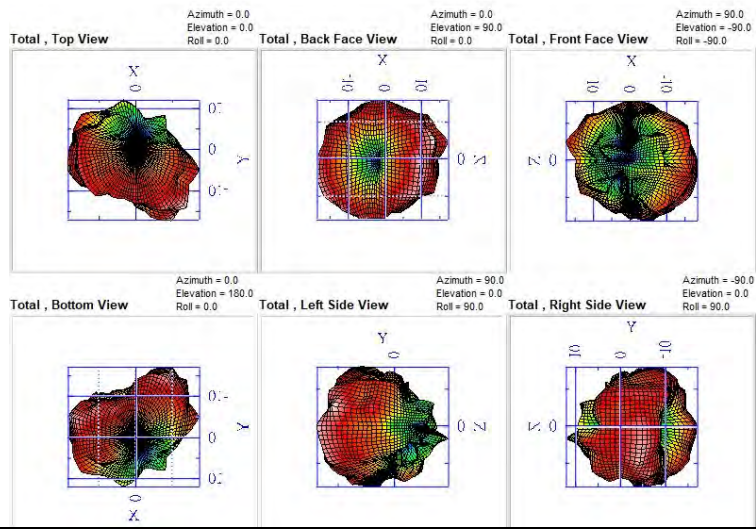 Azimuth = 0.0
Elevation = 0.0
Total , Top View
Roll = 0.0
X
0
0
Y
Azimuth = 0.0
Elevation = 90.0
Total , Back Face View
Roll = 0.0
X
-10
0
10
0
Z
Azimuth = 90.0
Elevation = -90.0
Total , Front Face View
Roll = -90.0
X
10
0
-10
Z
0
Azimuth = 0.0
Elevation = 180.0
Total , Bottom View
Roll = 0.0
0
Y
0
X
Azimuth = 90.0
Elevation = 0.0
Total , Left Side View
Roll = 90.0
Y
0
0
Z
Azimuth = -90.0
Elevation = 0.0
Total , Right Side View
Roll = 90.0
Y
10
0
-10
Z
0